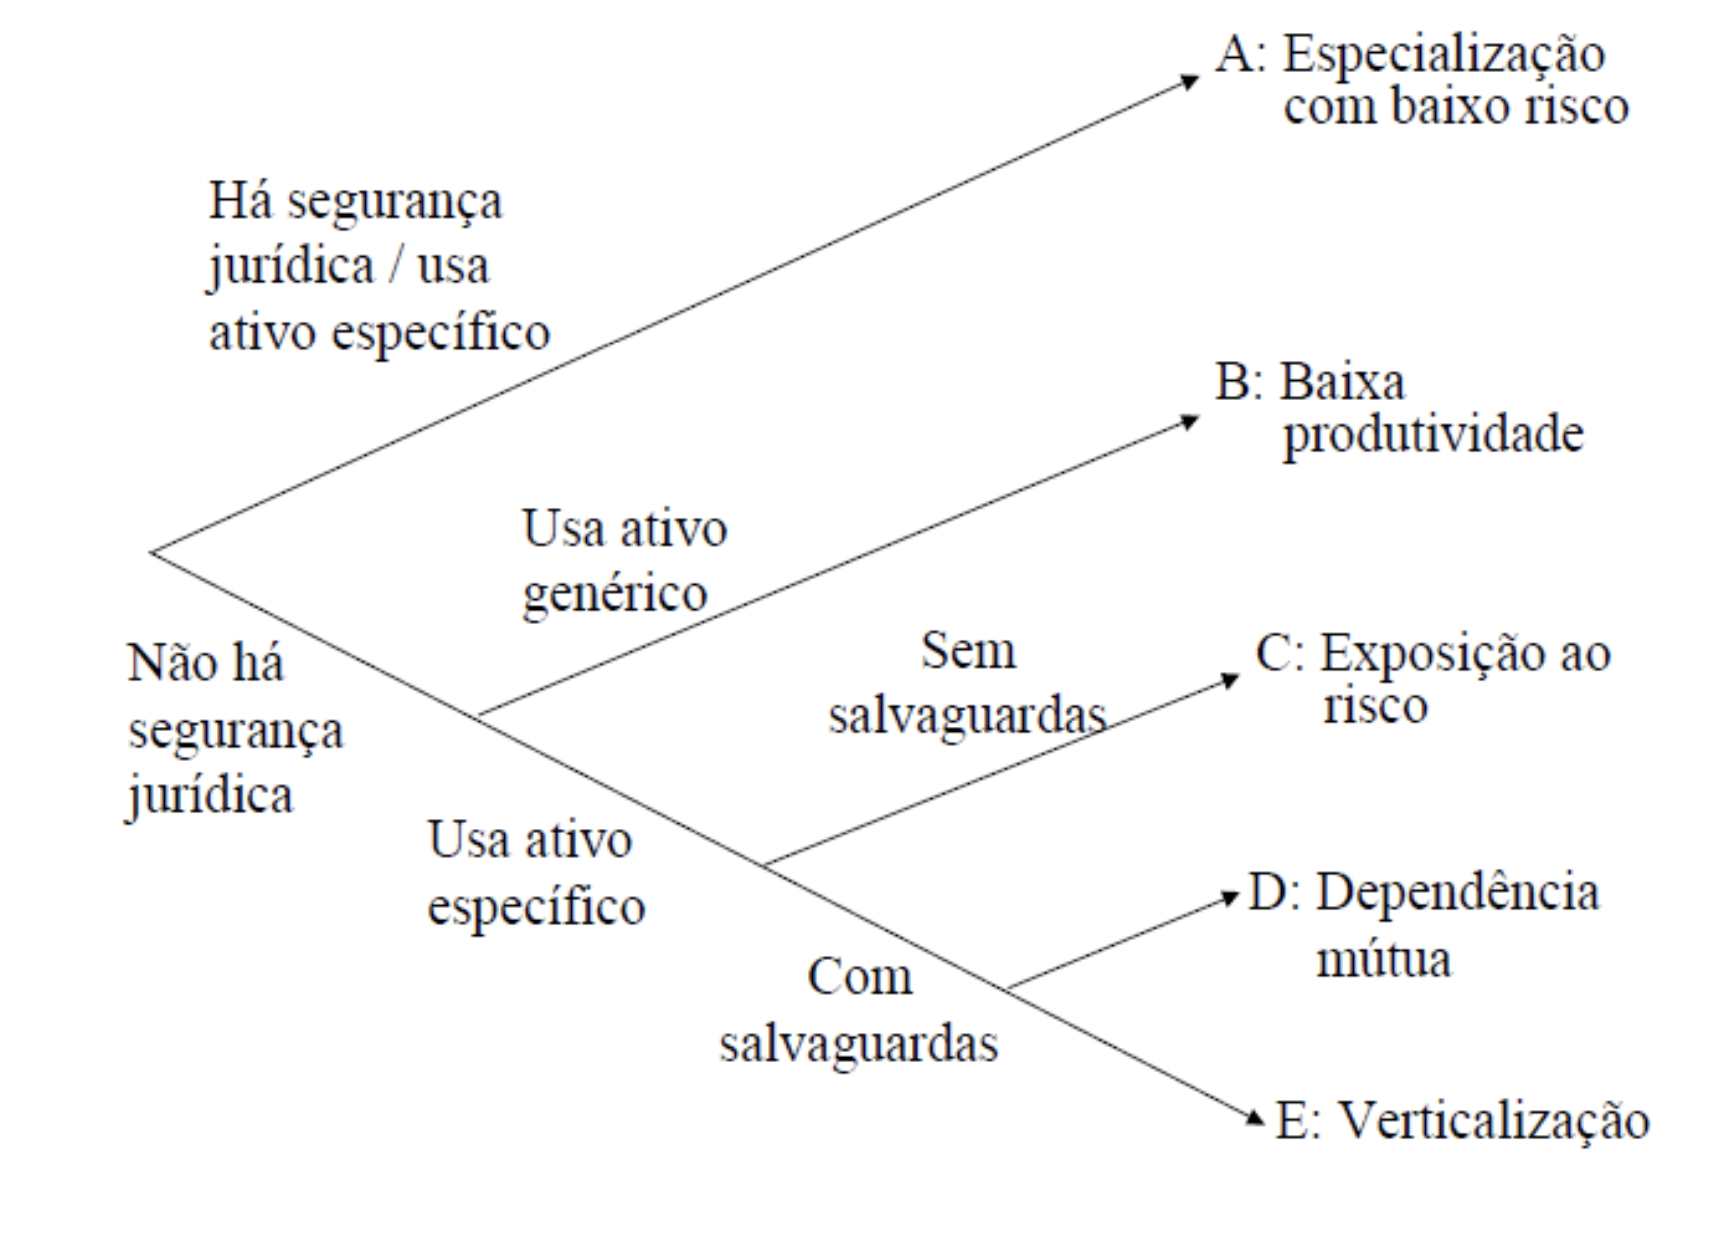 A: Especialização
com baixo risco
Há segurança
jurídica / usa
ativo específico
B: Baixa
produtividade
Usa ativo
genérico
Sem
salvaguardas
C: Exposição ao
risco
Não há
segurança
jurídica
Usa ativo
específico
D: Dependência
mútua
Com
salvaguardas
E: Verticalização